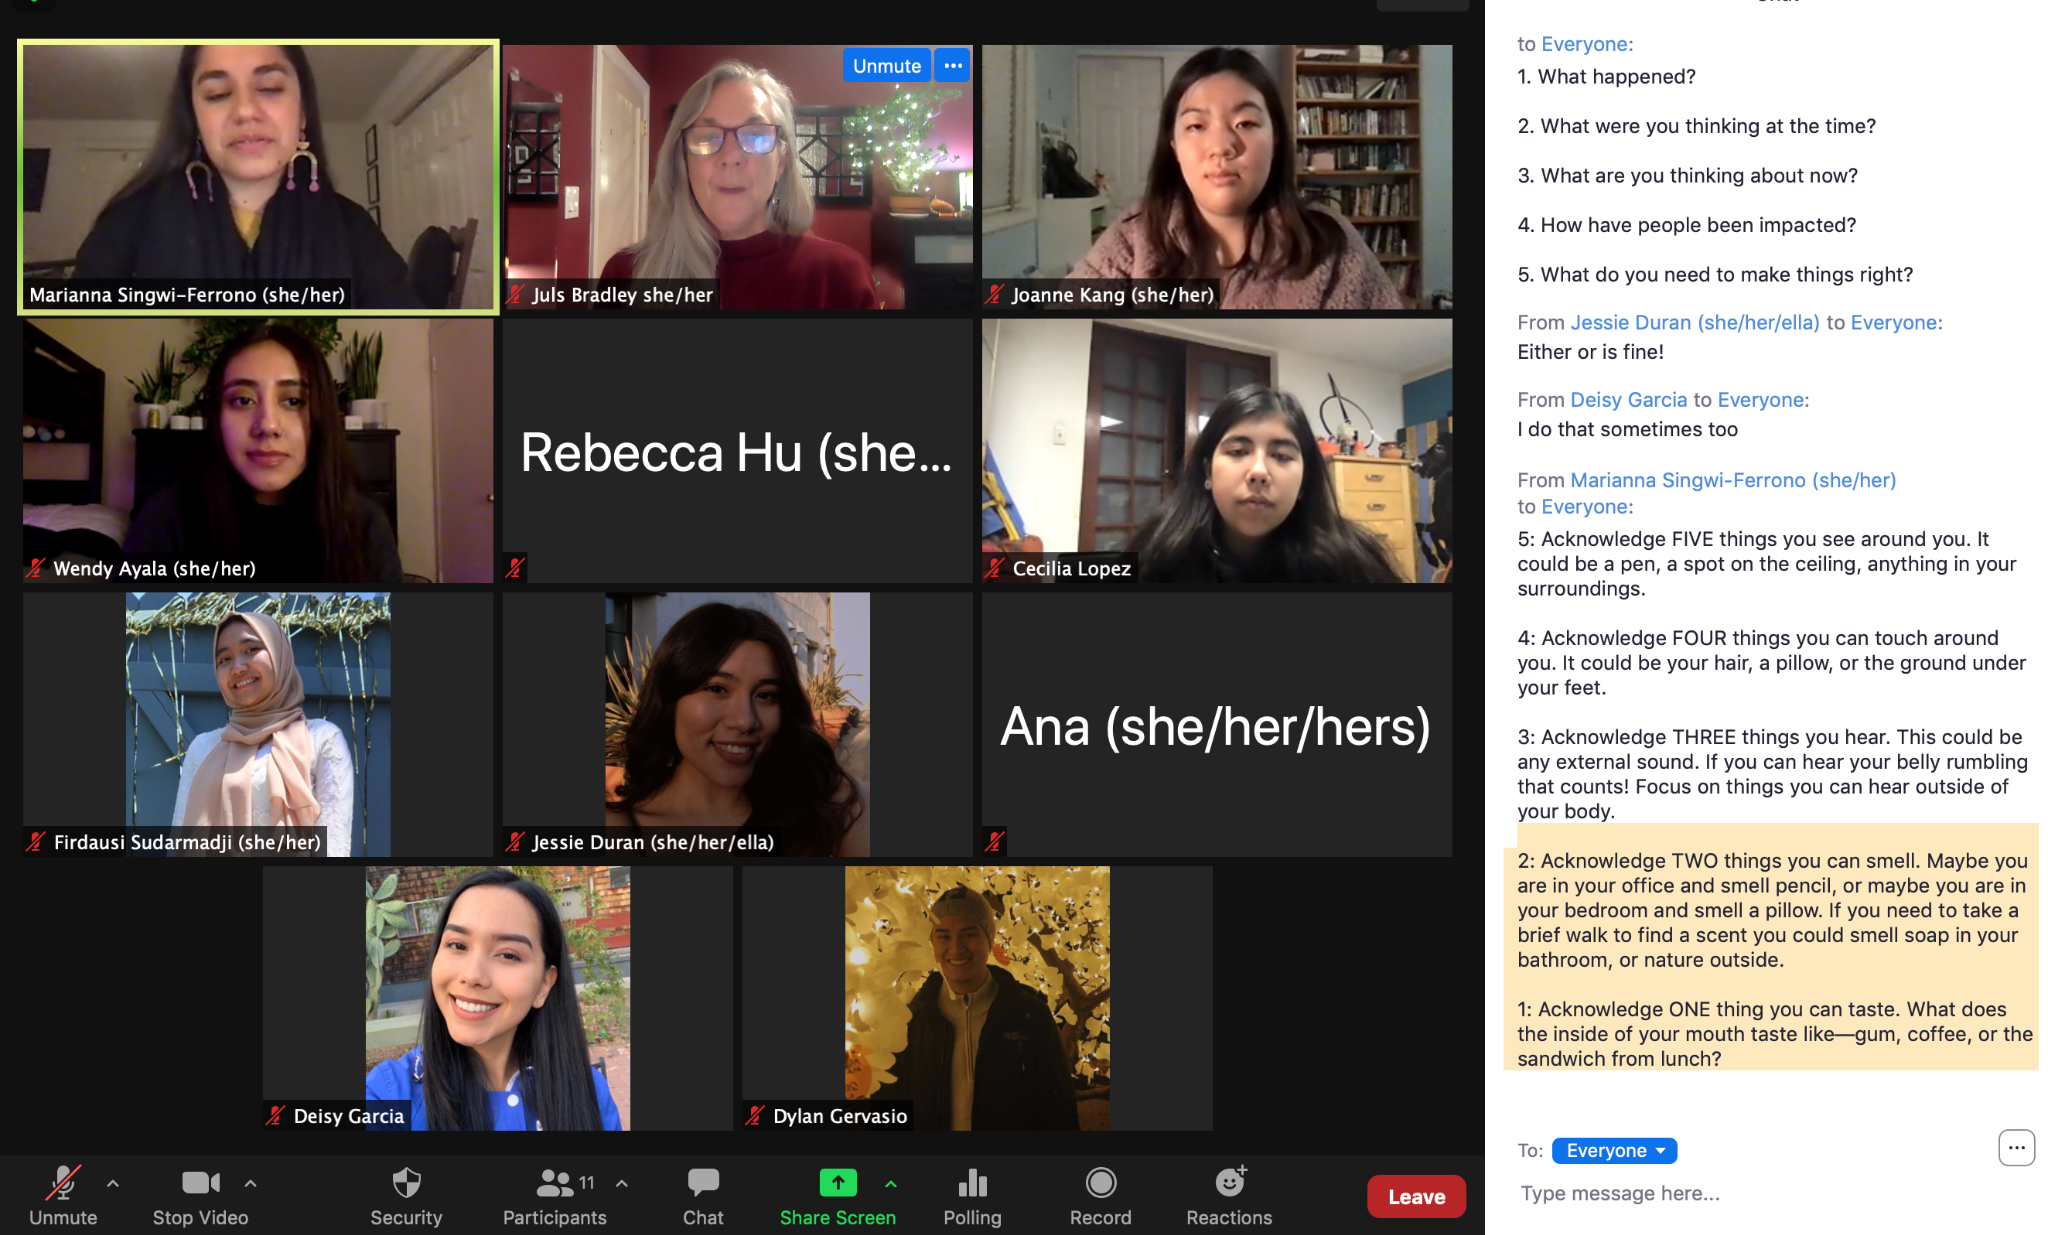 Unmute
Marianna Singwi-Ferrono (she/her)
Juls Bradley she/her
Joanne Kang (she/her)
Wendy Ayala (she/her)
Rebecca Hu (she...
Cecilia Lopez
Firdausi Sudarmadji (she/her)
Jessie Duran (she/her/ella)
Ana (she/her/hers)
Deisy Garcia
Dylan Gervasio
Unmute
Stop Video
Security
11
Participants
Chat
Share Screen
Polling
Record
Reactions
Leave
to Everyone:
1. What happened?
2. What were you thinking at the time?
3. What are you thinking about now?
4. How have people been impacted?
5. What do you need to make things right?
From Jessie Duran (she/her/ella) to Everyone:
Either or is fine!
From Deisy Garcia to Everyone:
I do that sometimes too
From Marianna Singwi-Ferrono (she/her)
to Everyone:
5: Acknowledge FIVE things you see around you. It
could be a pen, a spot on the ceiling, anything in your
surroundings.
4: Acknowledge FOUR things you can touch around
you. It could be your hair, a pillow, or the ground under
your feet.
3: Acknowledge THREE things you hear. This could be
any external sound. If you can hear your belly rumbling
that counts! Focus on things you can hear outside of
your body.
2: Acknowledge TWO things you can smell. Maybe you
are in your office and smell pencil, or maybe you are in
your bedroom and smell a pillow. If you need to take a
brief walk to find a scent you could smell soap in your
bathroom, or nature outside.
1: Acknowledge ONE thing you can taste. What does
the inside of your mouth taste like—gum, coffee, or the
sandwich from lunch?
To: Everyone
Type message here...